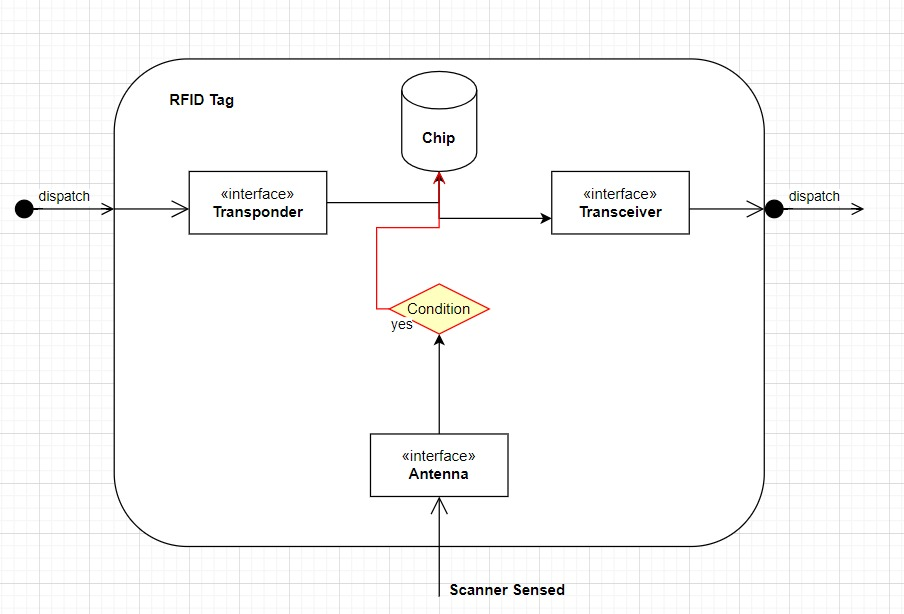 RFID Tag
Chip
dispatch
«interface»
Transponder
«interface»
Transceiver
dispatch
Condition
yes
«interface»
Antenna
Scanner Sensed